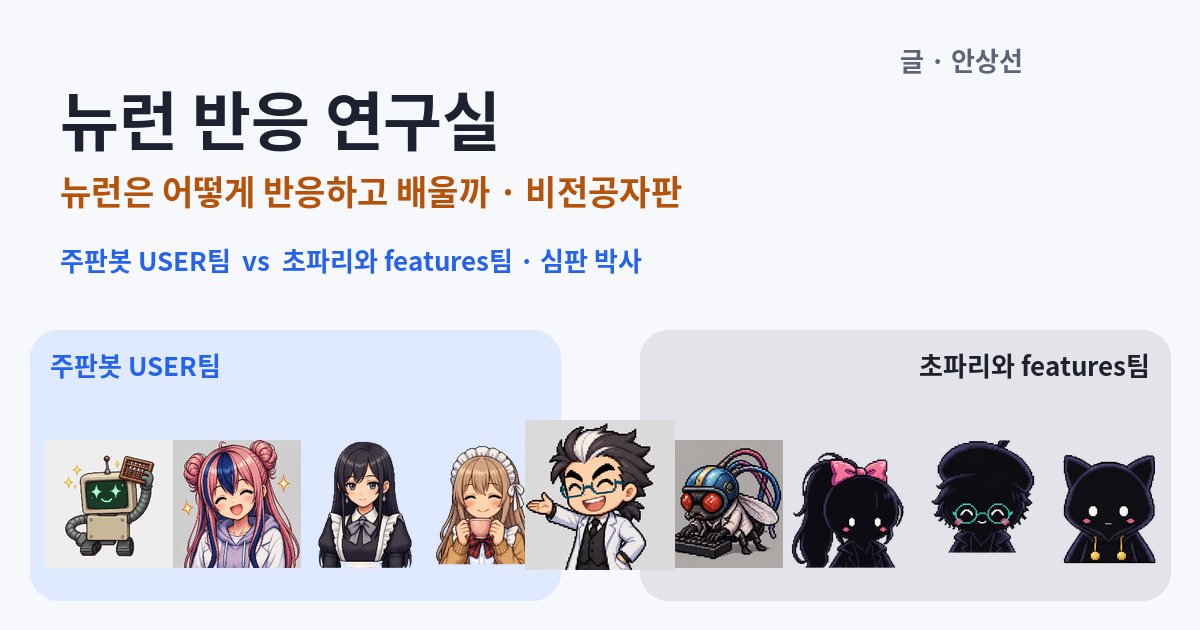 글 · 안상선
뉴런 반응 연구실
뉴런은 어떻게 반응하고 배울까 · 비전공자판
주판봇 USER팀 vs 초파리와 features팀 · 심판 박사
주판봇 USER팀
초파리와 features팀